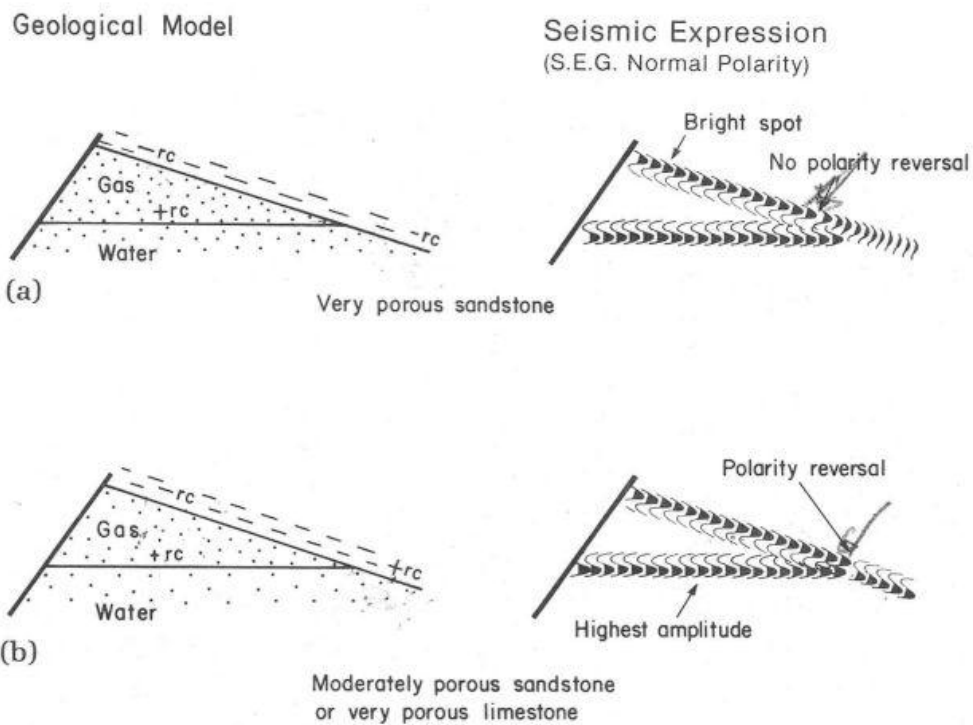 Geological Model
Seismic Expression
(S.E.G. Normal Polarity)
-rc
Gas
+rc
-rc
Water
Bright spot
No polarity reversal
(a)
Very porous sandstone
-rc
Gas
+rc
+rc
Water
Polarity reversal
Highest amplitude
(b)
Moderately porous sandstone
or very porous limestone